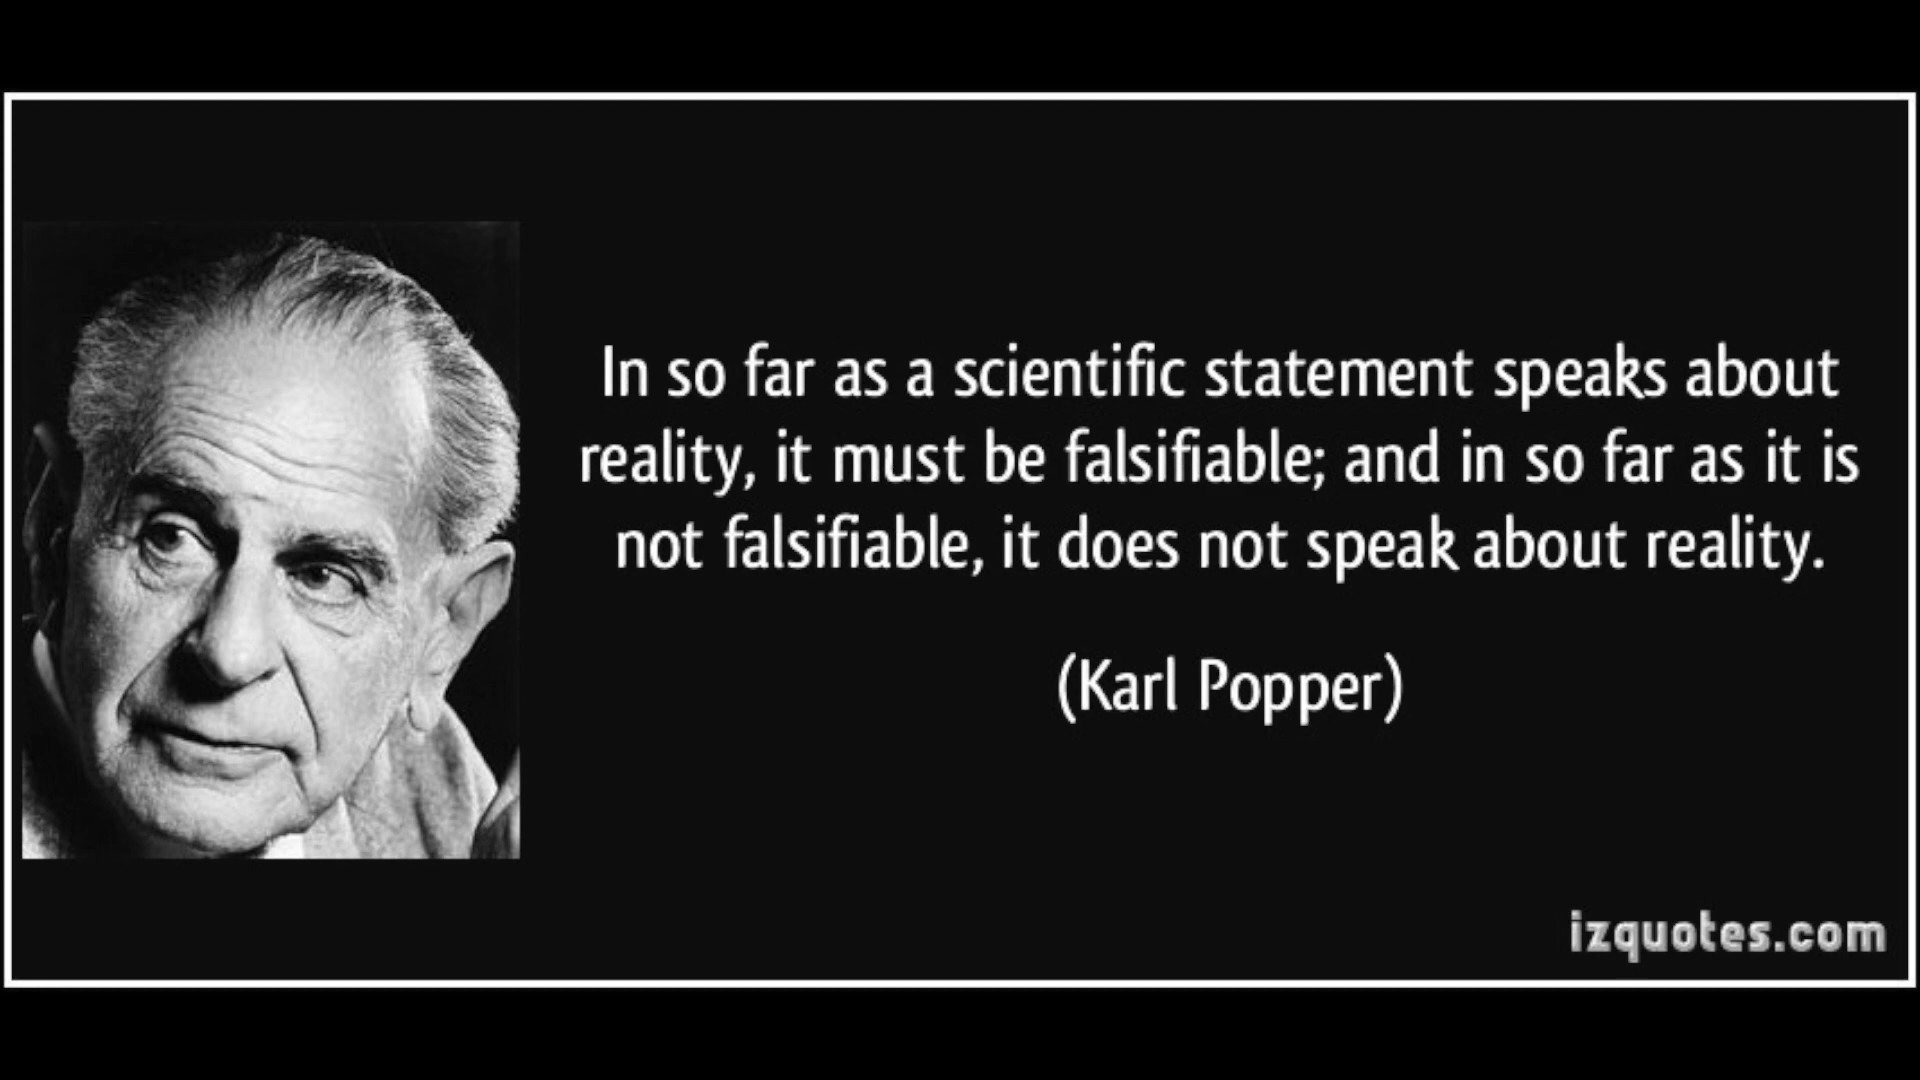 In so far as a scientific statement speaks about
reality, it must be falsifiable; and in so far as it is
not falsifiable, it does not speak about reality.
(Karl Popper)
izquotes.com